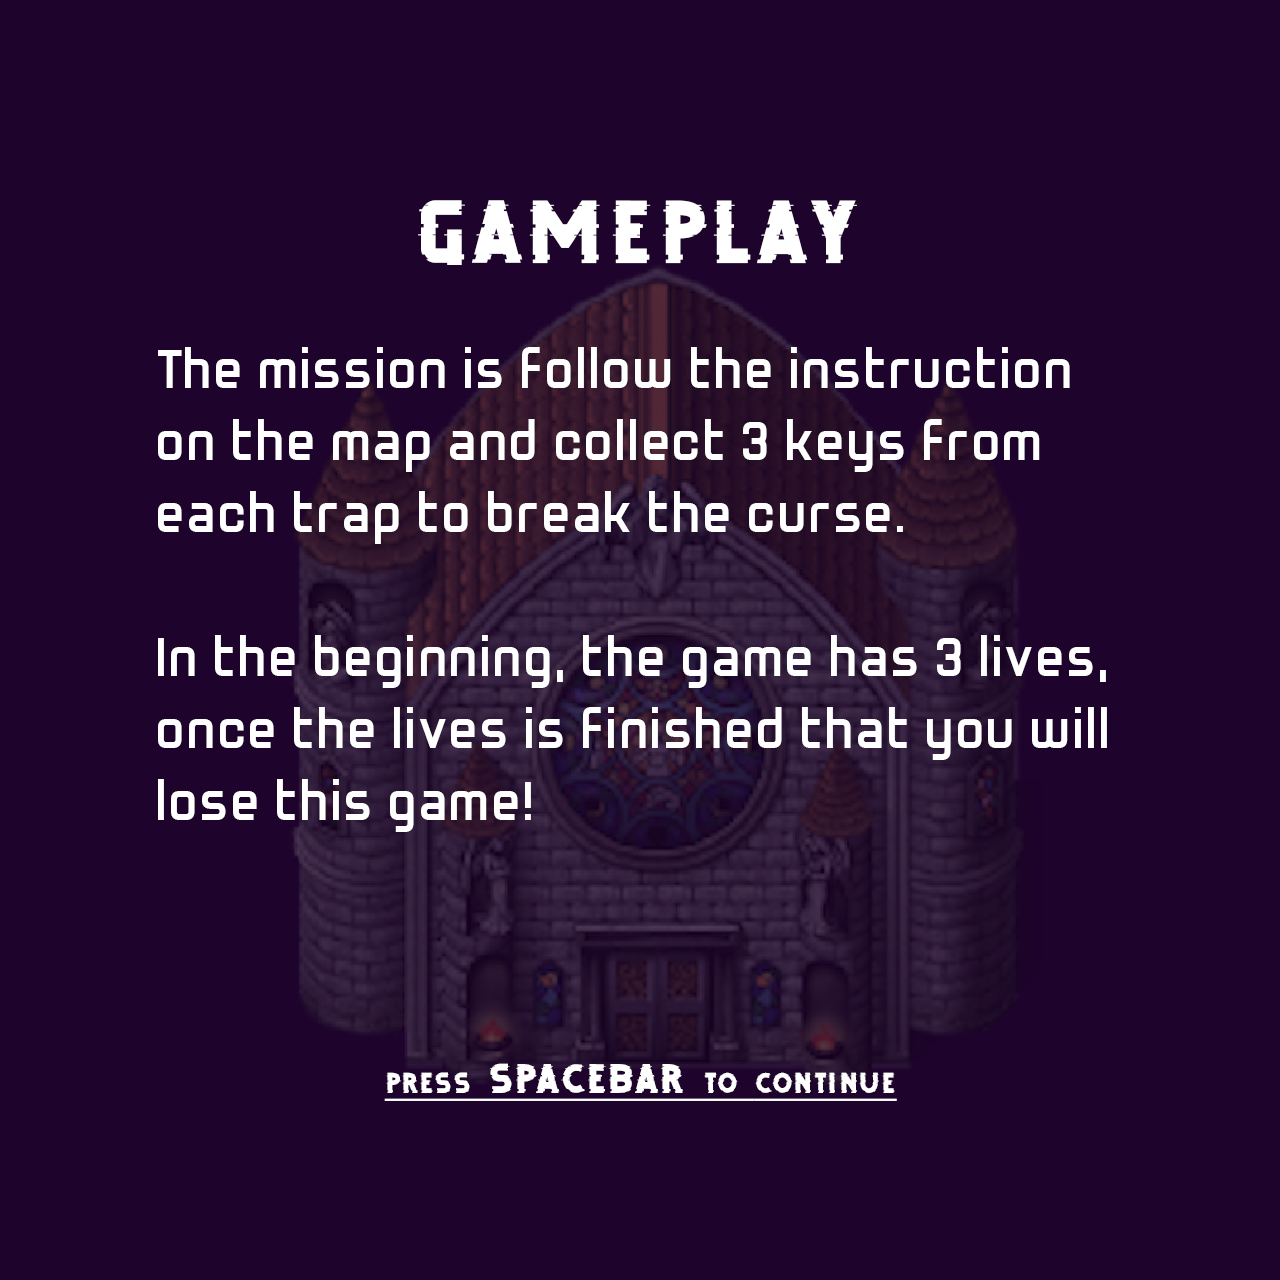 GAMEPLAY
The mission is follow the instruction
on the map and collect 3 keys from
each trap to break the curse.
In the beginning, the game has 3 lives,
once the lives is finished that you will
lose this game!
PRESS SPACEBAR TO CONTINUE